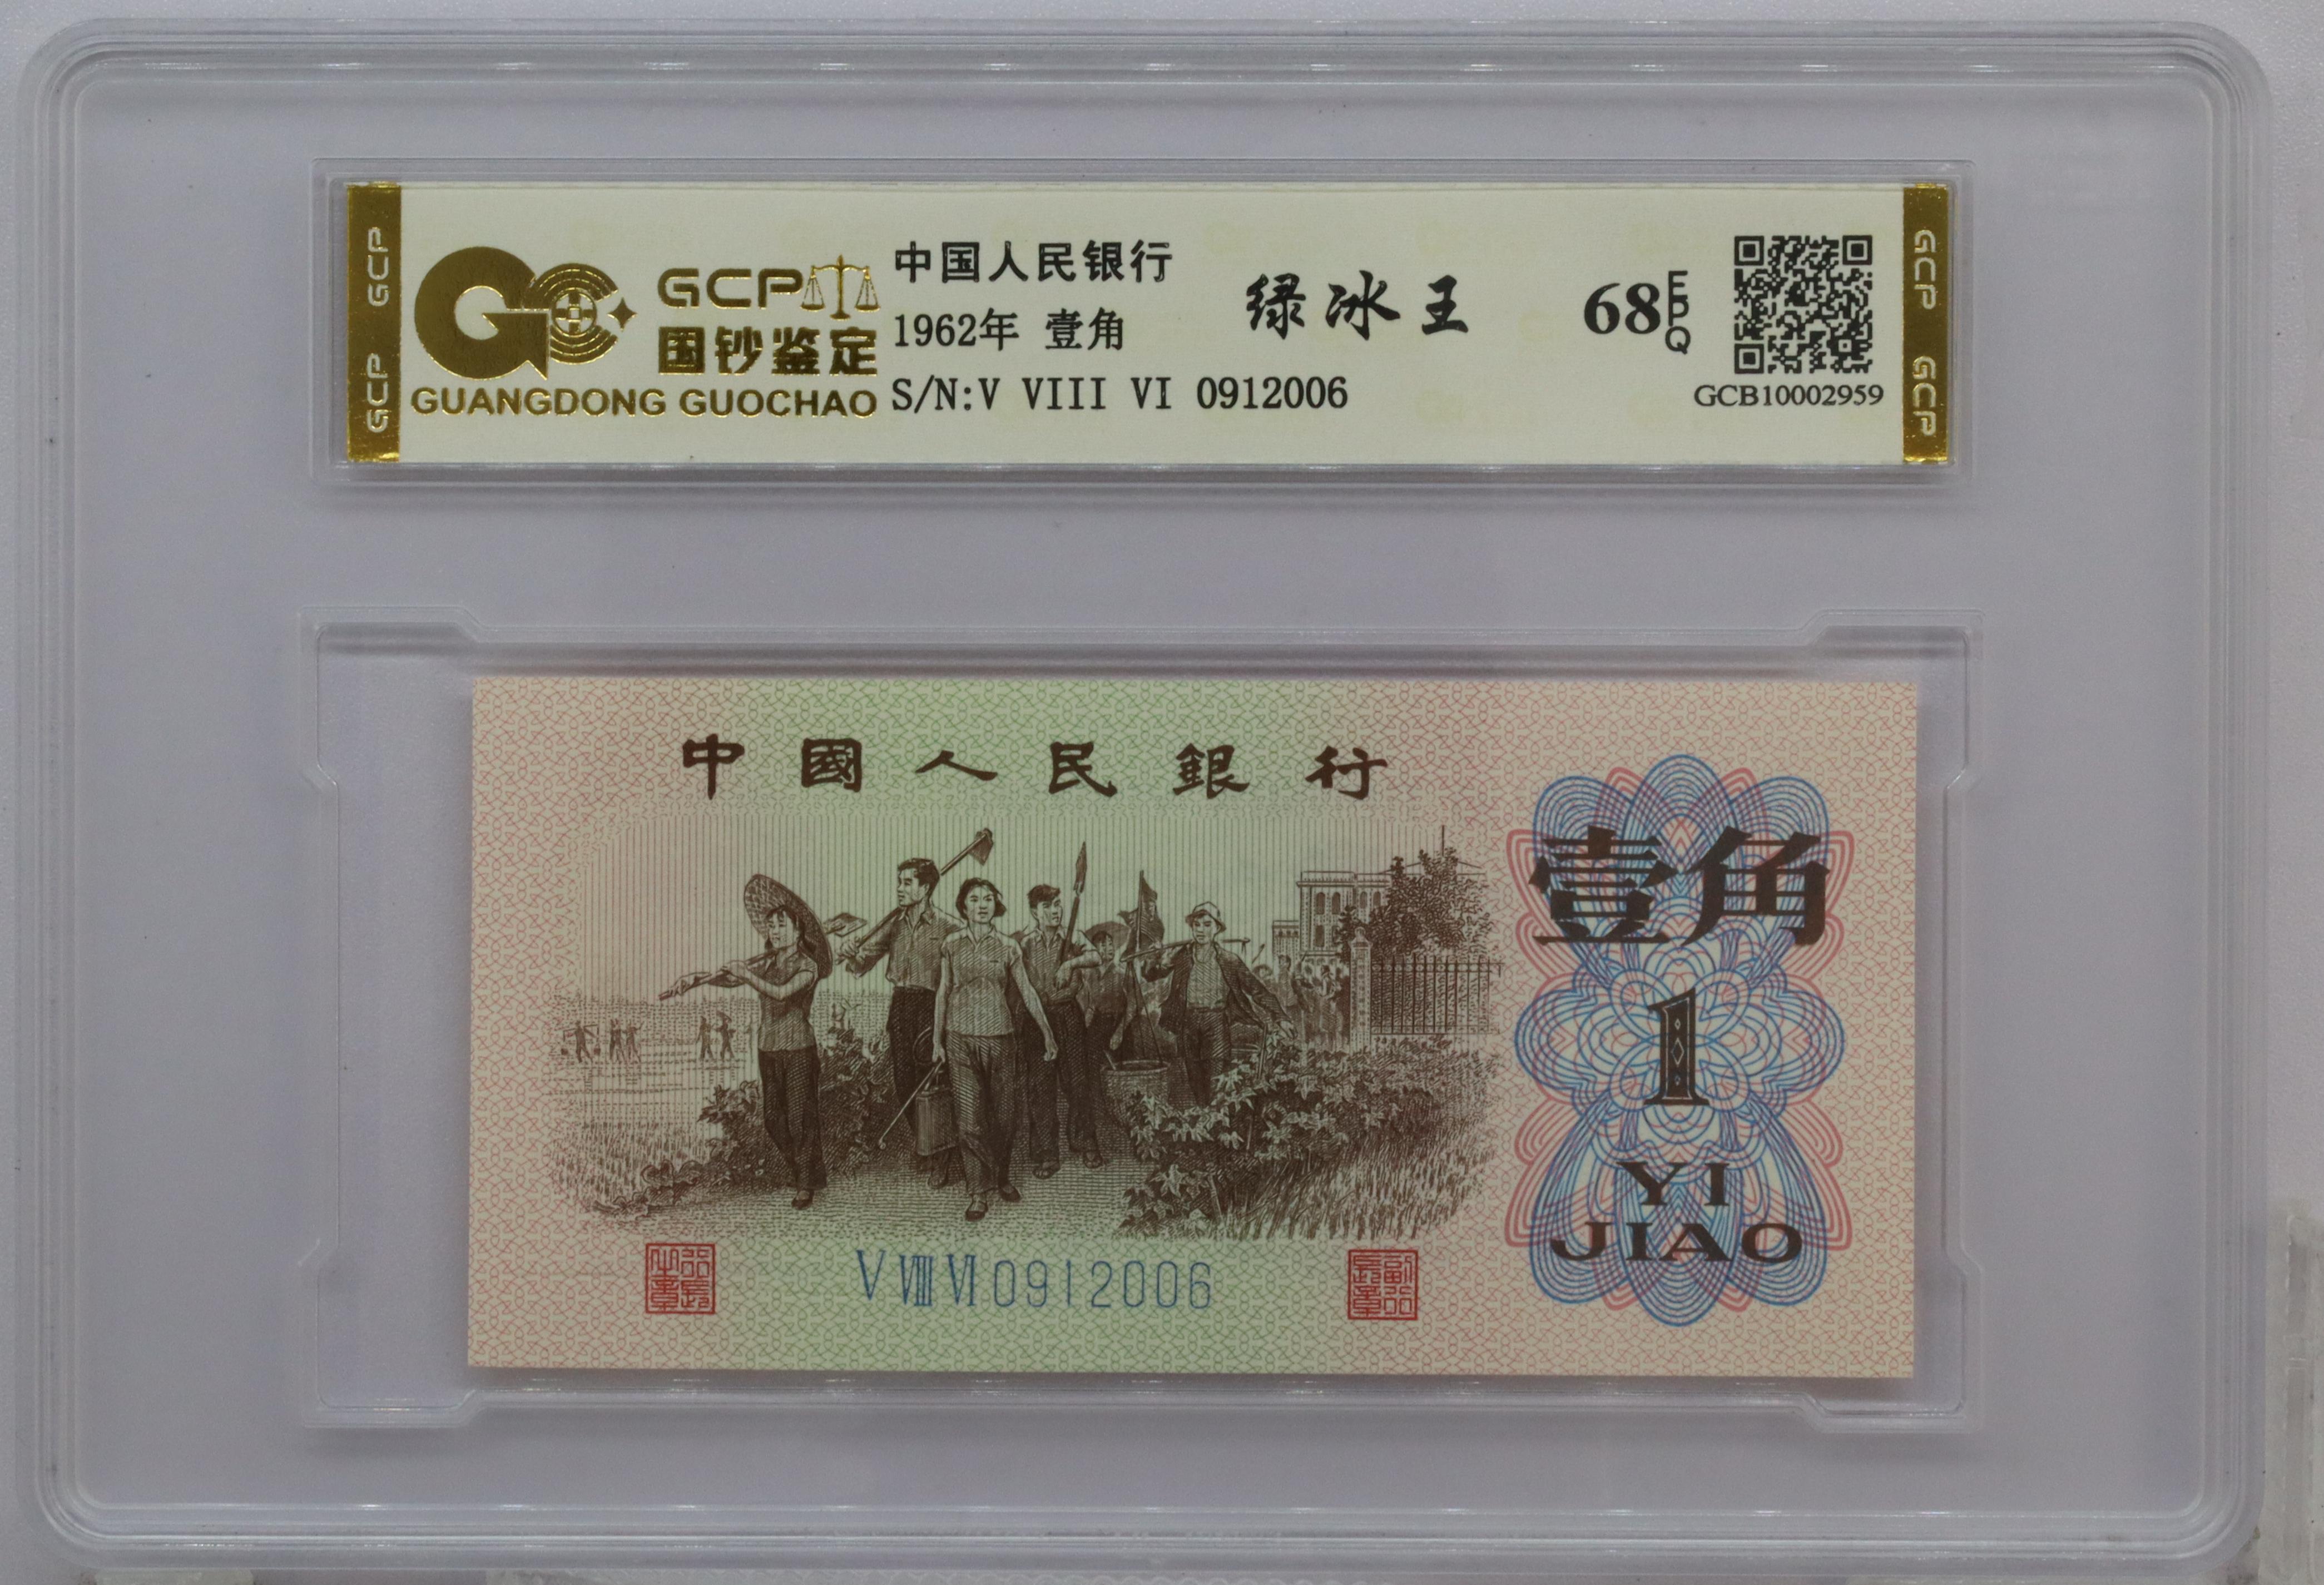 GCP GCP
GCP
国钞鉴定
GUANGDONG GUOCHAO
中国人民银行
1962年 壹角
S/N:V VIII VI 0912006
绿冰王
68 EPQ
GCB10002959
GCP GCP
中國人民銀行
壹角
1
YI
JIAO
V VIII VI 0912006